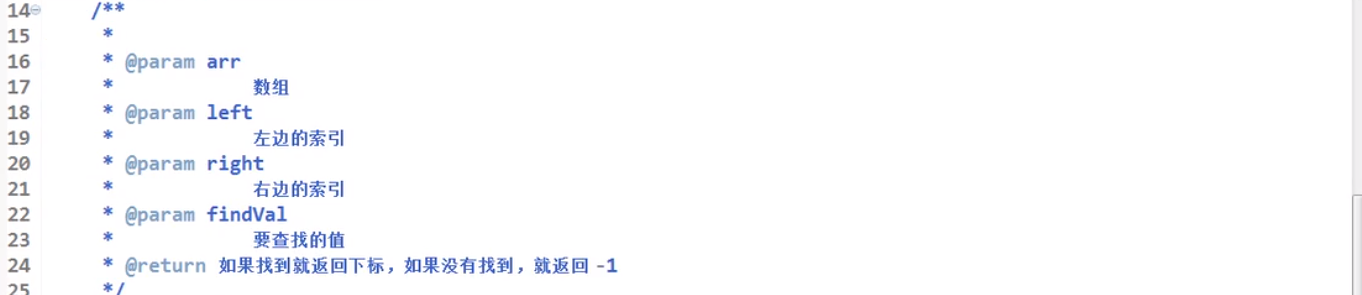 14 /**
15 *
16 * @param arr
17 * 数组
18 * @param left
19 * 左边的索引
20 * @param right
21 * 右边的索引
22 * @param findVal
23 * 要查找的值
24 * @return 如果找到就返回下标，如果没有找到，就返回 -1
25 */